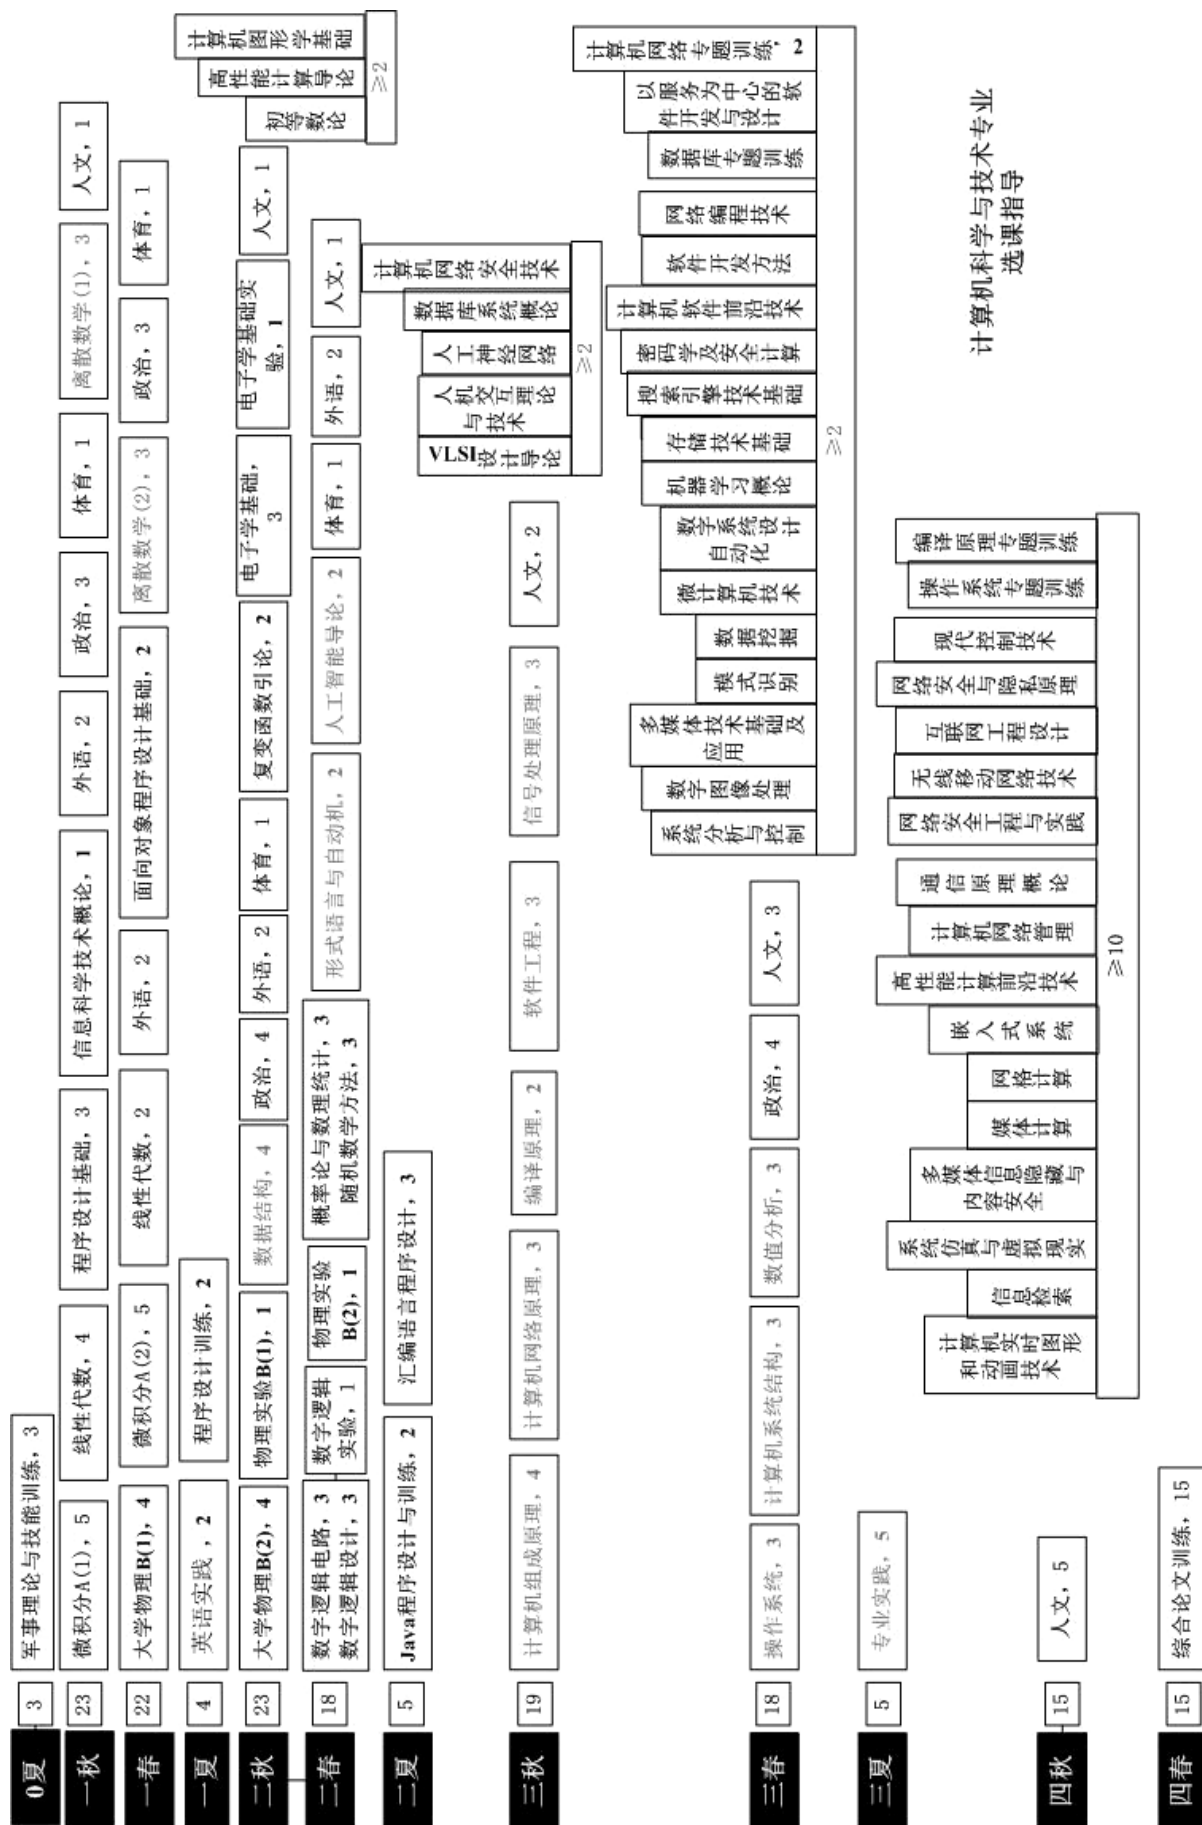 计算机科学与技术专业
选课指导
0夏
3
军事理论与技能训练，3
一秋
23
微积分A(1)，5
线性代数，4
程序设计基础，3
信息科学技术概论，1
外语，2
政治，3
体育，1
离散数学(1)，3
人文，1
一春
22
大学物理B(1)，4
微积分A(2)，5
线性代数，2
外语，2
面向对象程序设计基础，2
离散数学(2)，3
政治，3
体育，1
一夏
4
英语实践，2
程序设计训练，2
二秋
23
大学物理B(2)，4
物理实验B(1)，1
数据结构，4
政治，4
外语，2
体育，1
复变函数引论，2
电子学基础，
3
电子学基础实
验，1
人文，1
初等数论
高性能计算导论
计算机图形学基础
≥2
二春
18
数字逻辑电路，3
数字逻辑设计，3
数字逻辑
实验，1
物理实验
B(2)，1
概率论与数理统计，3
随机数学方法，3
形式语言与自动机，2
人工智能导论，2
体育，1
外语，2
人文，1
二夏
5
Java程序设计与训练，2
汇编语言程序设计，3
三秋
19
计算机组成原理，4
计算机网络原理，3
编译原理，2
软件工程，3
信号处理原理，3
人文，2
VLSI设计导论
人机交互理论
与技术
人工神经网络
数据库系统概论
计算机网络安全技术
≥2
三春
18
操作系统，3
计算机系统结构，3
数值分析，3
政治，4
人文，3
系统分析与控制
数字图像处理
多媒体技术基础及
应用
模式识别
数据挖掘
微计算机技术
数字系统设计
自动化
机器学习概论
存储技术基础
搜索引擎技术基础
密码学及安全计算
计算机软件前沿技术
软件开发方法
网络编程技术
数据库专题训练
以服务为中心的软
件开发与设计
计算机网络专题训练，2
≥2
三夏
5
专业实践，5
四秋
15
人文，5
计算机实时图形
和动画技术
信息检索
系统仿真与虚拟现实
多媒体信息隐藏与
内容安全
媒体计算
网格计算
嵌入式系统
高性能计算前沿技术
计算机网络管理
通信原理概论
网络安全工程与实践
无线移动网络技术
互联网工程设计
网络安全与隐私原理
现代控制技术
操作系统专题训练
编译原理专题训练
≥10
四春
15
综合论文训练，15